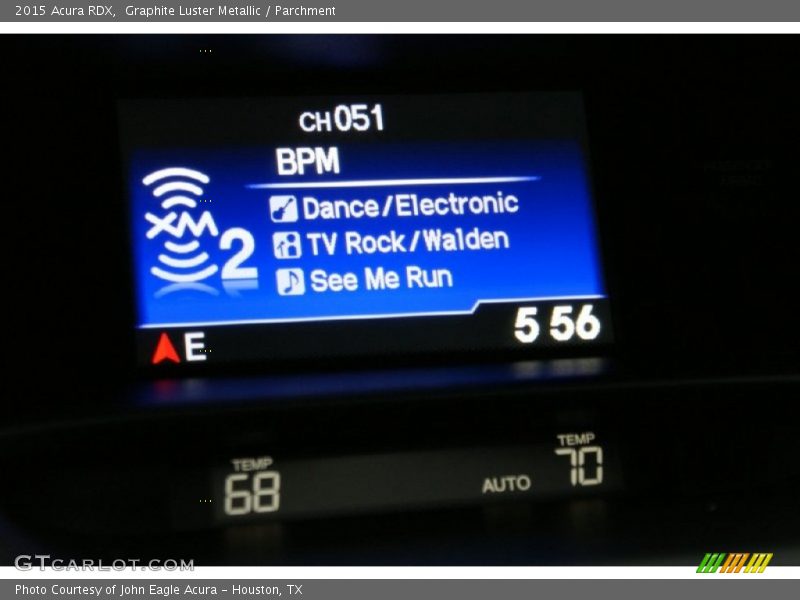 2015 Acura RDX,  Graphite Luster Metallic / Parchment
CH051
BPM
XM 2
Dance/Electronic
TV Rock/Walden
See Me Run
E
5 56
TEMP
68
AUTO
TEMP
70
GTCARLOT.COM
Photo Courtesy of John Eagle Acura - Houston, TX